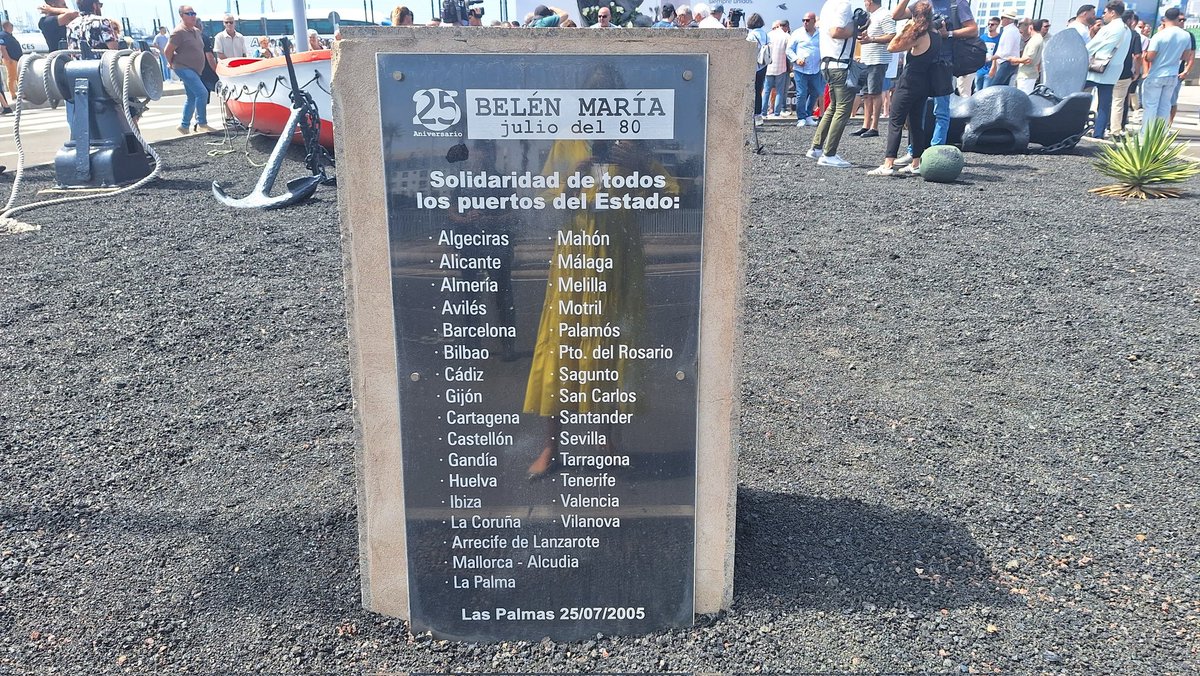 25
Aniversario
BELÉN MARÍA
julio del 80
Solidaridad de todos
los puertos del Estado:
· Algeciras
· Alicante
· Almería
· Avilés
· Barcelona
· Bilbao
· Cádiz
· Gijón
· Cartagena
· Castellón
· Gandía
· Huelva
· Ibiza
· La Coruña
· Arrecife de Lanzarote
· Mallorca - Alcudia
· La Palma
· Mahón
· Málaga
· Melilla
· Motril
· Palamós
· Pto. del Rosario
· Sagunto
· San Carlos
· Santander
· Sevilla
· Tarragona
· Tenerife
· Valencia
· Vilanova
Las Palmas 25/07/2005